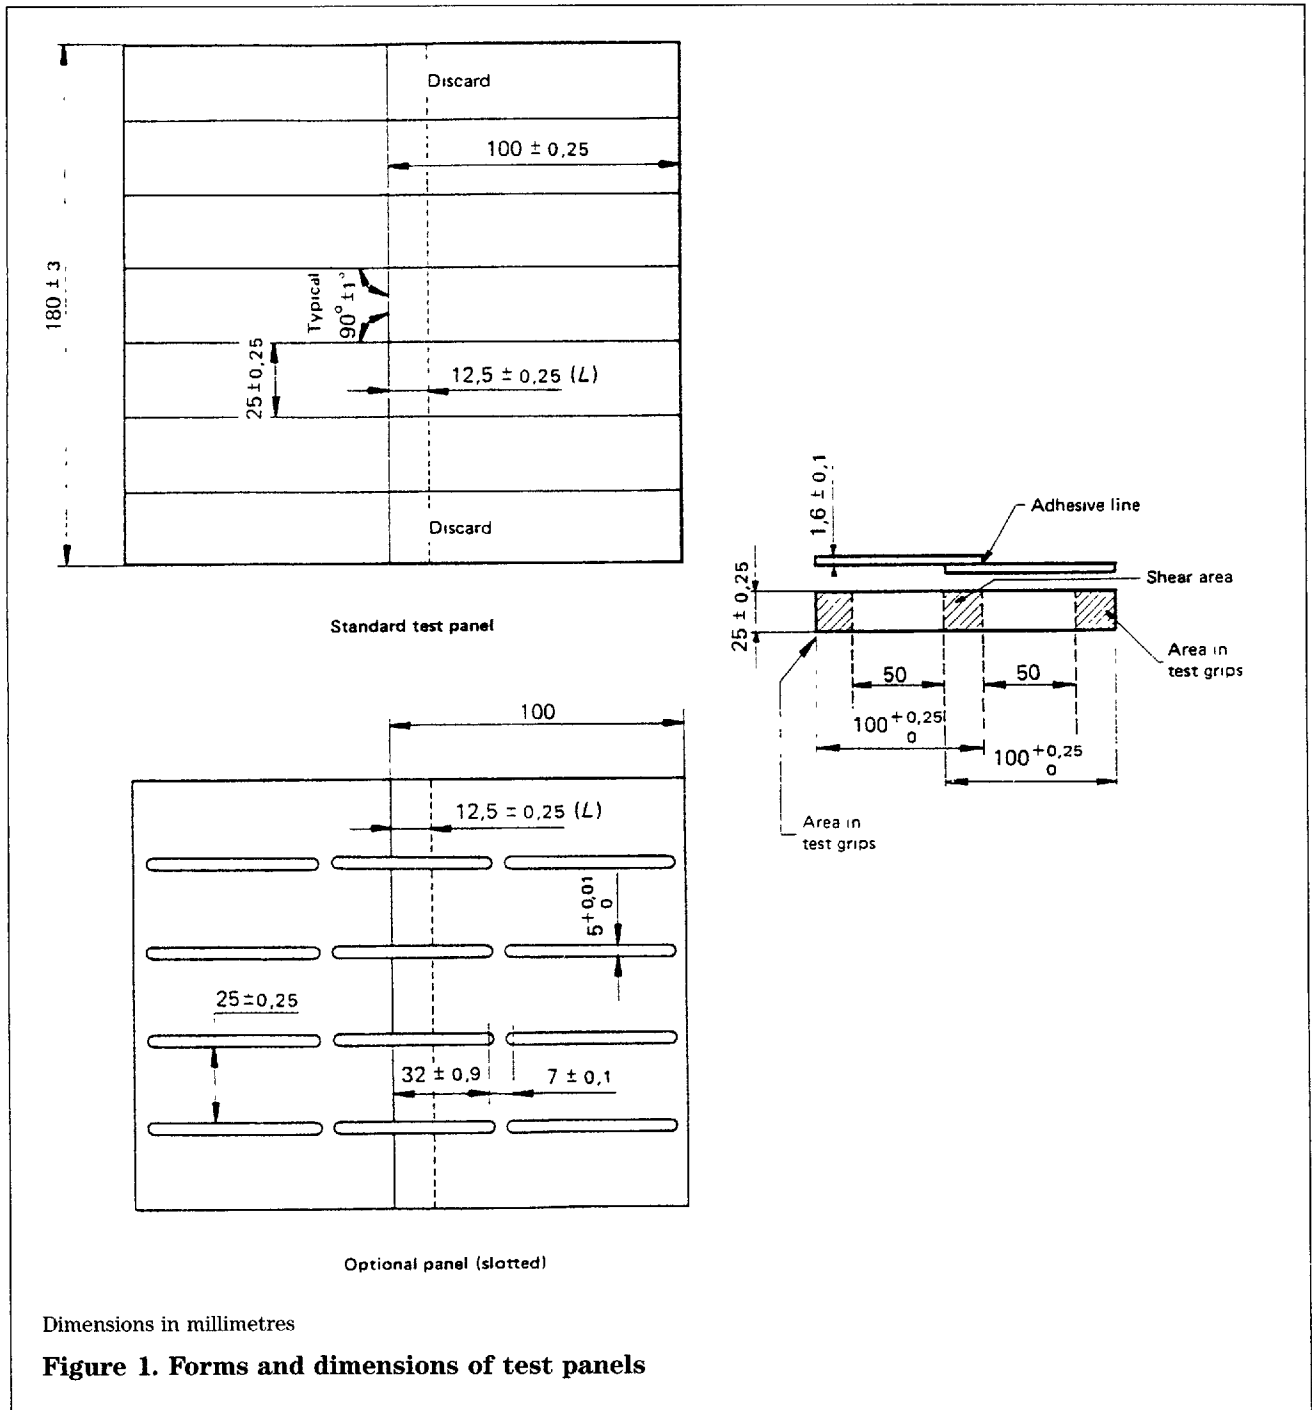 Discard
100 ± 0,25
180 ± 3
Typical
90° ± 1°
25 ± 0,25
12,5 ± 0,25 (L)
Discard
Standard test panel
1,6 ± 0,1
Adhesive line
25 ± 0,25
Shear area
Area in
test grips
50
50
100 +0,25
0
100 +0,25
0
Area in
test grips
100
12,5 ± 0,25 (L)
5 +0,01
0
25 ± 0,25
32 ± 0,9
7 ± 0,1
Optional panel (slotted)
Dimensions in millimetres
Figure 1. Forms and dimensions of test panels